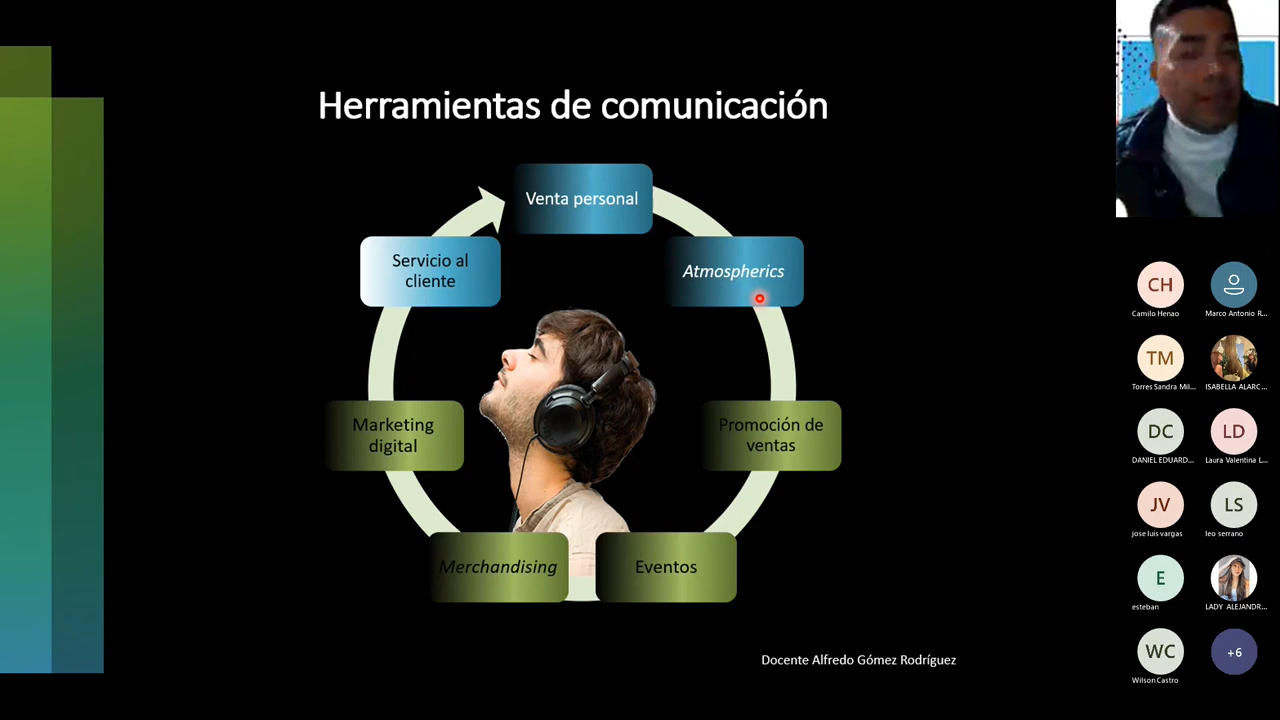 Herramientas de comunicación
Venta personal
Servicio al
cliente
Atmospherics
Marketing
digital
Promoción de
ventas
Merchandising
Eventos
Docente Alfredo Gómez Rodríguez
CH
Camilo Henao
Marco Antonio R...
TM
Torres Sandra Mil...
ISABELLA ALARC...
DC
DANIEL EDUARD...
LD
Laura Valentina L...
JV
jose luis vargas
LS
leo serrano
E
esteban
LADY ALEJANDR...
WC
Wilson Castro
+6